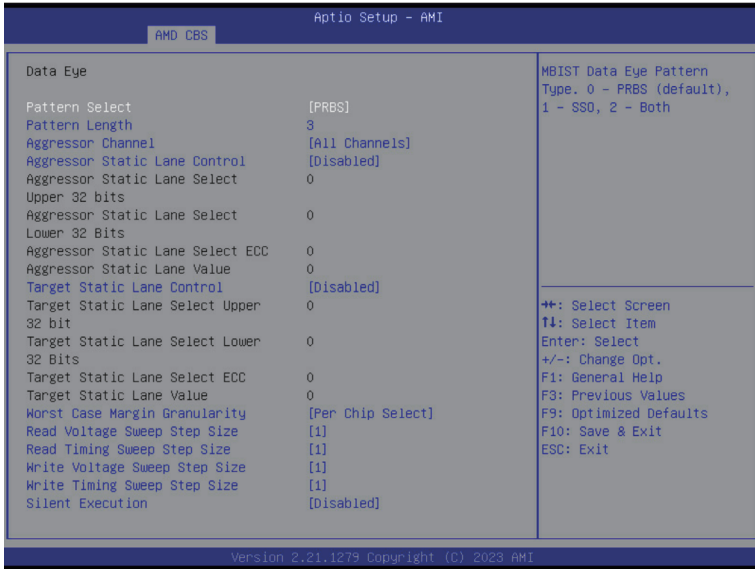 Aptio Setup - AMI
AMD CBS
Data Eye
Pattern Select [PRBS]
Pattern Length 3
Aggressor Channel [All Channels]
Aggressor Static Lane Control [Disabled]
Aggressor Static Lane Select 0
Upper 32 bits
Aggressor Static Lane Select 0
Lower 32 Bits
Aggressor Static Lane Select ECC 0
Aggressor Static Lane Value 0
Target Static Lane Control [Disabled]
Target Static Lane Select Upper 0
32 bit
Target Static Lane Select Lower 0
32 Bits
Target Static Lane Select ECC 0
Target Static Lane Value 0
Worst Case Margin Granularity [Per Chip Select]
Read Voltage Sweep Step Size [1]
Read Timing Sweep Step Size [1]
Write Voltage Sweep Step Size [1]
Write Timing Sweep Step Size [1]
Silent Execution [Disabled]
MBIST Data Eye Pattern
Type. 0 - PRBS (default),
1 - SSO, 2 - Both
→←: Select Screen
↑↓: Select Item
Enter: Select
+/-: Change Opt.
F1: General Help
F3: Previous Values
F9: Optimized Defaults
F10: Save & Exit
ESC: Exit
Version 2.21.1279 Copyright (C) 2023 AMI